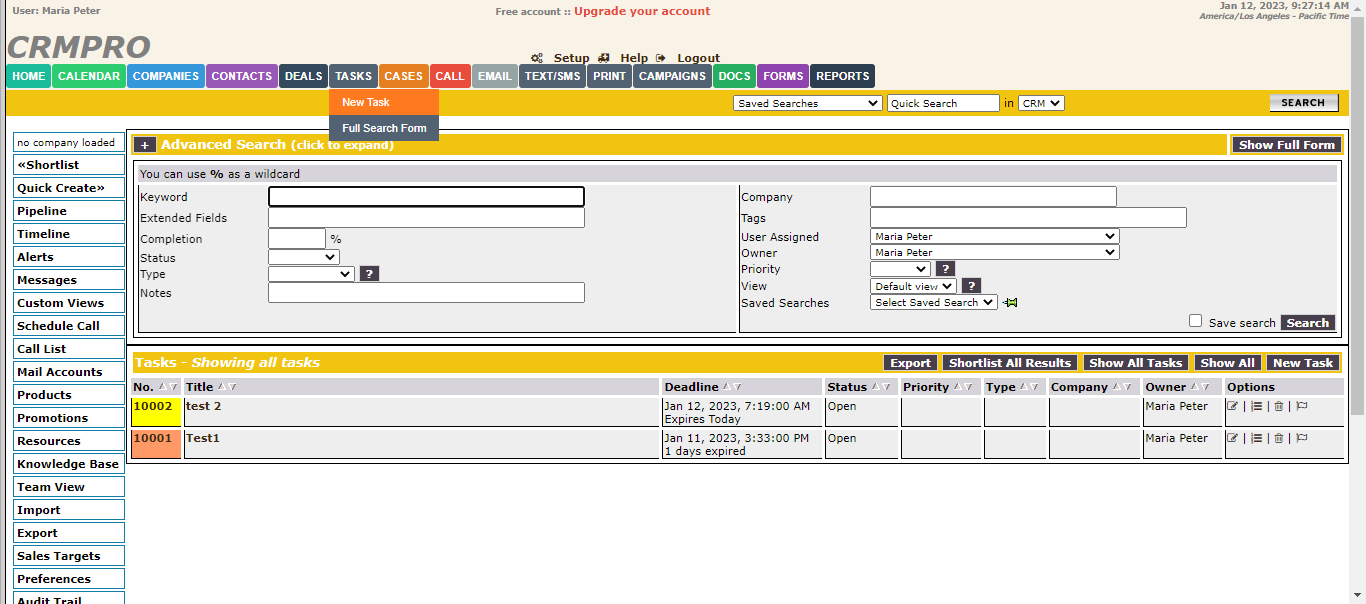 User: Maria Peter
Free account :: Upgrade your account
Jan 12, 2023, 9:27:14 AM
America/Los Angeles - Pacific Time
CRMPRO
Setup Help Logout
HOME CALENDAR COMPANIES CONTACTS DEALS TASKS CASES CALL EMAIL TEXT/SMS PRINT CAMPAIGNS DOCS FORMS REPORTS
New Task
Full Search Form
Saved Searches Quick Search in CRM SEARCH
no company loaded
«Shortlist
Quick Create»
Pipeline
Timeline
Alerts
Messages
Custom Views
Schedule Call
Call List
Mail Accounts
Products
Promotions
Resources
Knowledge Base
Team View
Import
Export
Sales Targets
Preferences
Audit Trail
+ Advanced Search (click to expand) Show Full Form
You can use % as a wildcard
Keyword
Extended Fields
Completion %
Status
Type ?
Notes
Company
Tags
User Assigned Maria Peter
Owner Maria Peter
Priority ?
View Default view ?
Saved Searches Select Saved Search
Save search Search
Tasks - Showing all tasks Export Shortlist All Results Show All Tasks Show All New Task
No. Title Deadline Status Priority Type Company Owner Options
10002 test 2 Jan 12, 2023, 7:19:00 AM Open Maria Peter | | |
Expires Today
10001 Test1 Jan 11, 2023, 3:33:00 PM Open Maria Peter | | |
1 days expired